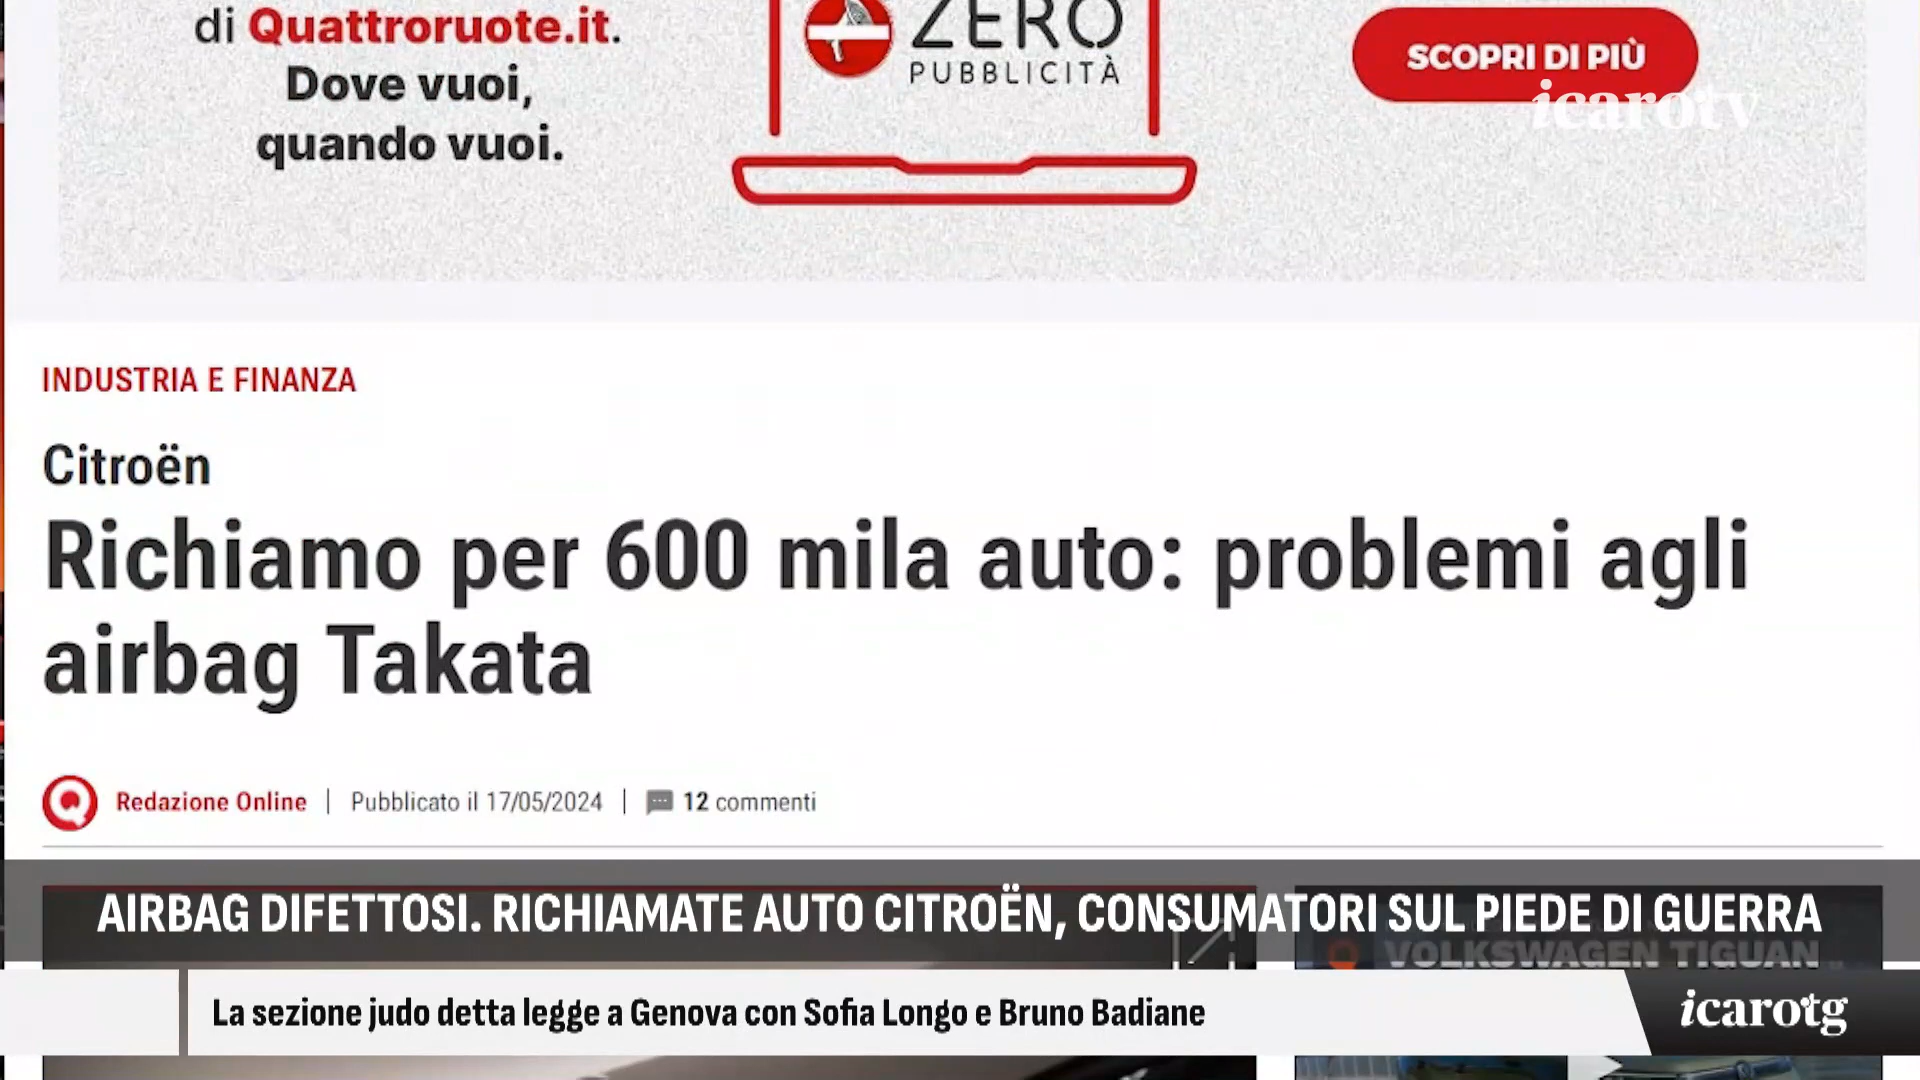 di Quattroruote.it.
Dove vuoi,
quando vuoi.
ZERO
PUBBLICITÀ
SCOPRI DI PIÙ
icarotv
INDUSTRIA E FINANZA
Citroën
Richiamo per 600 mila auto: problemi agli
airbag Takata
Redazione Online | Pubblicato il 17/05/2024 | 12 commenti
AIRBAG DIFETTOSI. RICHIAMATE AUTO CITROËN, CONSUMATORI SUL PIEDE DI GUERRA
VOLKSWAGEN TIGUAN
La sezione judo detta legge a Genova con Sofia Longo e Bruno Badiane
icarotg